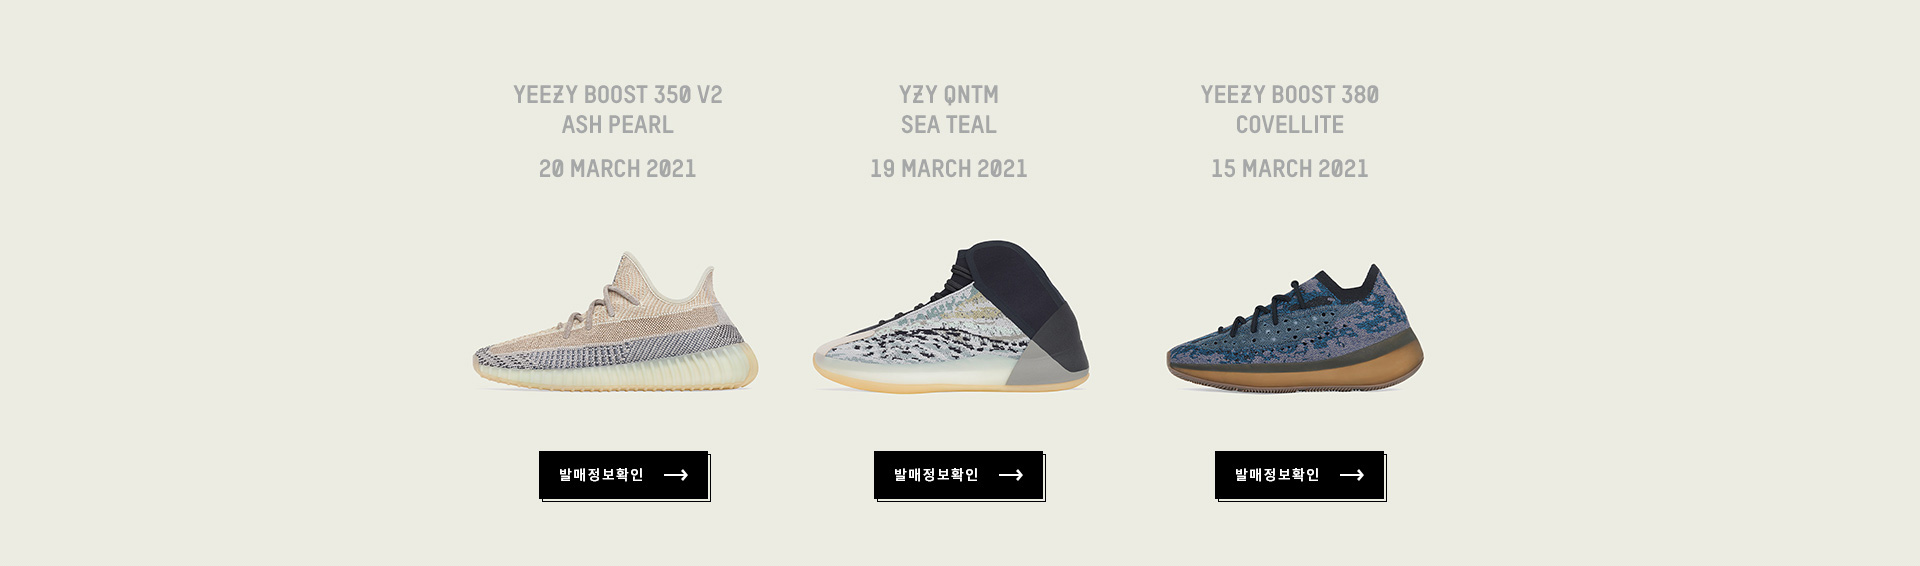 YEEZY BOOST 350 V2
ASH PEARL
20 MARCH 2021
발매정보확인
YZY QNTM
SEA TEAL
19 MARCH 2021
발매정보확인
YEEZY BOOST 380
COVELLITE
15 MARCH 2021
발매정보확인